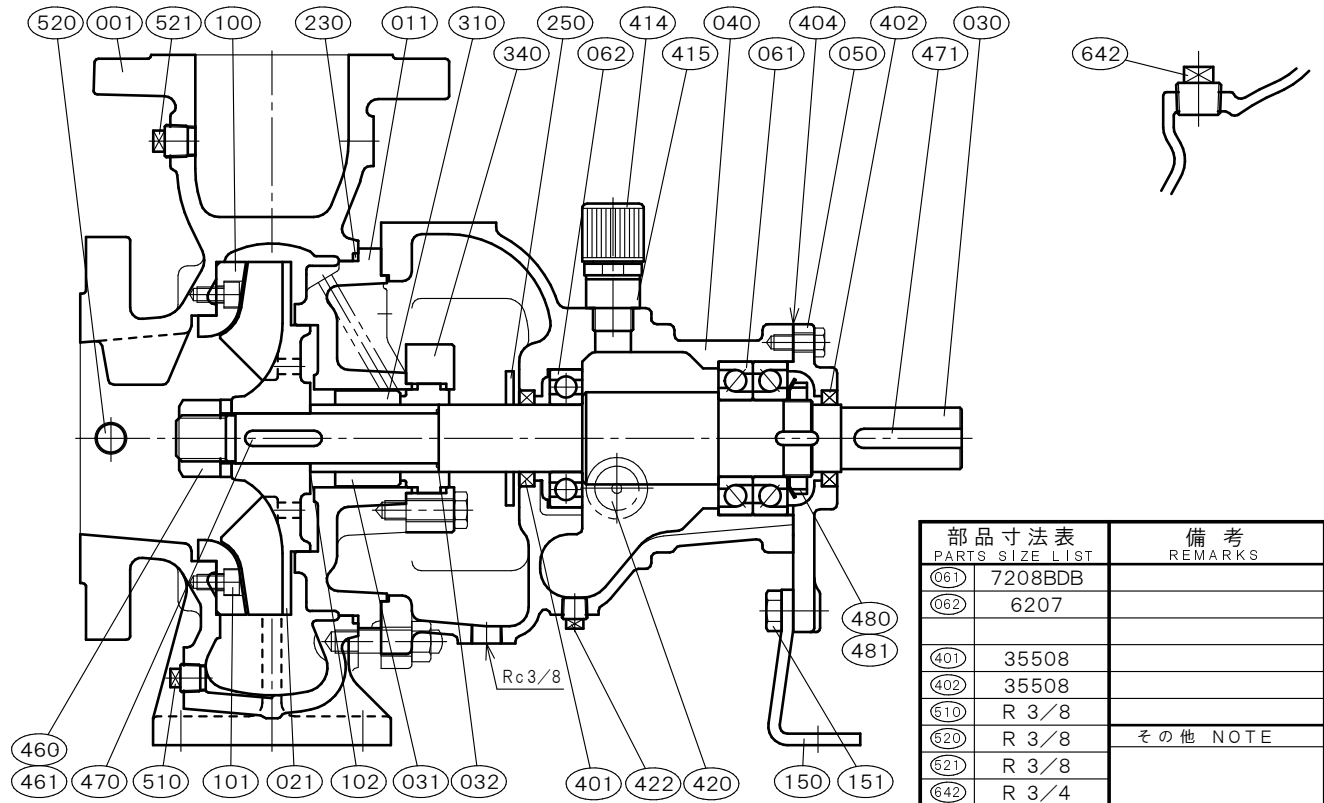 520 001 521 100 230 011 310 250 414 040 404 402 030
340 062 415 061 050 471 642
Rc3/8
480
481
460
461 470 510 101 021 102 031 032 401 422 420 150 151
部品寸法表 備考
PARTS SIZE LIST REMARKS
061 7208BDB
062 6207
401 35508
402 35508
510 R 3/8
520 R 3/8 その他 NOTE
521 R 3/8
642 R 3/4